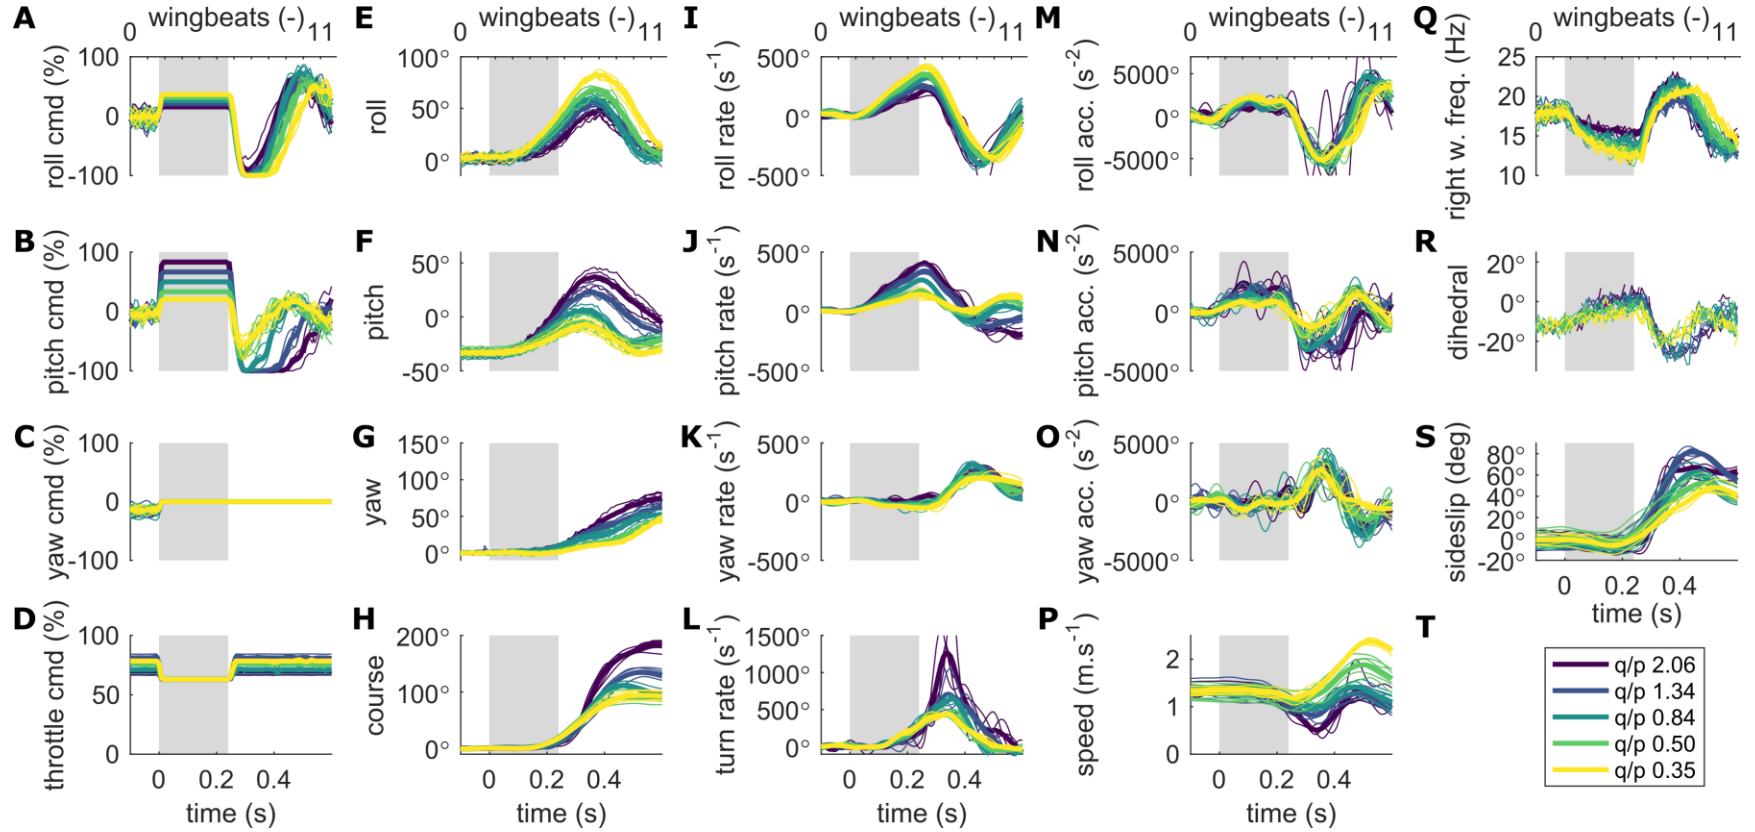 A
wingbeats (-)
0
11
roll cmd (%)
100
0
-100
E
wingbeats (-)
0
11
roll
100°
50°
0°
I
wingbeats (-)
0
11
roll rate (s-1)
500°
0°
-500°
M
wingbeats (-)
0
11
roll acc. (s-2)
5000°
0°
-5000°
Q
wingbeats (-)
0
11
right w. freq. (Hz)
25
20
15
10
B
pitch cmd (%)
100
0
-100
F
pitch
50°
0°
-50°
J
pitch rate (s-1)
500°
0°
-500°
N
pitch acc. (s-2)
5000°
0°
-5000°
R
dihedral
20°
0°
-20°
C
yaw cmd (%)
100
0
-100
G
yaw
150°
100°
50°
0°
K
yaw rate (s-1)
500°
0°
-500°
O
yaw acc. (s-2)
5000°
0°
-5000°
S
sideslip (deg)
80°
60°
40°
20°
0°
-20°
0
0.2
0.4
time (s)
D
throttle cmd (%)
100
50
0
0
0.2
0.4
time (s)
H
course
200°
100°
0°
0
0.2
0.4
time (s)
L
turn rate (s-1)
1500°
1000°
500°
0°
0
0.2
0.4
time (s)
P
speed (m.s-1)
2
1
0
0
0.2
0.4
time (s)
T
q/p 2.06
q/p 1.34
q/p 0.84
q/p 0.50
q/p 0.35